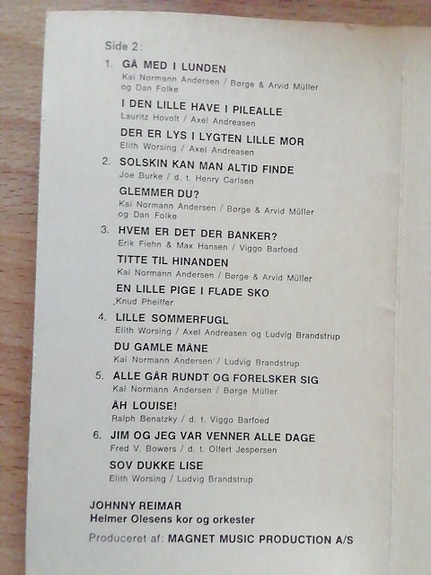 Side 2:
1. GÅ MED I LUNDEN
Kai Normann Andersen / Børge & Arvid Müller
og Dan Folke
I DEN LILLE HAVE I PILEALLE
Lauritz Hovolt / Axel Andreasen
DER ER LYS I LYGTEN LILLE MOR
Elith Worsing / Axel Andreasen
2. SOLSKIN KAN MAN ALTID FINDE
Joe Burke / d. t. Henry Carlsen
GLEMMER DU?
Kai Normann Andersen / Børge & Arvid Müller
og Dan Folke
3. HVEM ER DET DER BANKER?
Erik Fiehn & Max Hansen / Viggo Barfoed
TITTE TIL HINANDEN
Kai Normann Andersen / Børge & Arvid Müller
EN LILLE PIGE I FLADE SKO
Knud Pheiffer
4. LILLE SOMMERFUGL
Elith Worsing / Axel Andreasen og Ludvig Brandstrup
DU GAMLE MÅNE
Kai Normann Andersen / Ludvig Brandstrup
5. ALLE GÅR RUNDT OG FORELSKER SIG
Kai Normann Andersen / Børge Müller
ÅH LOUISE!
Ralph Benatzky / d. t. Viggo Barfoed
6. JIM OG JEG VAR VENNER ALLE DAGE
Fred V. Bowers / d. t. Olfert Jespersen
SOV DUKKE LISE
Elith Worsing / Ludvig Brandstrup
JOHNNY REIMAR
Helmer Olesens kor og orkester
Produceret af: MAGNET MUSIC PRODUCTION A/S